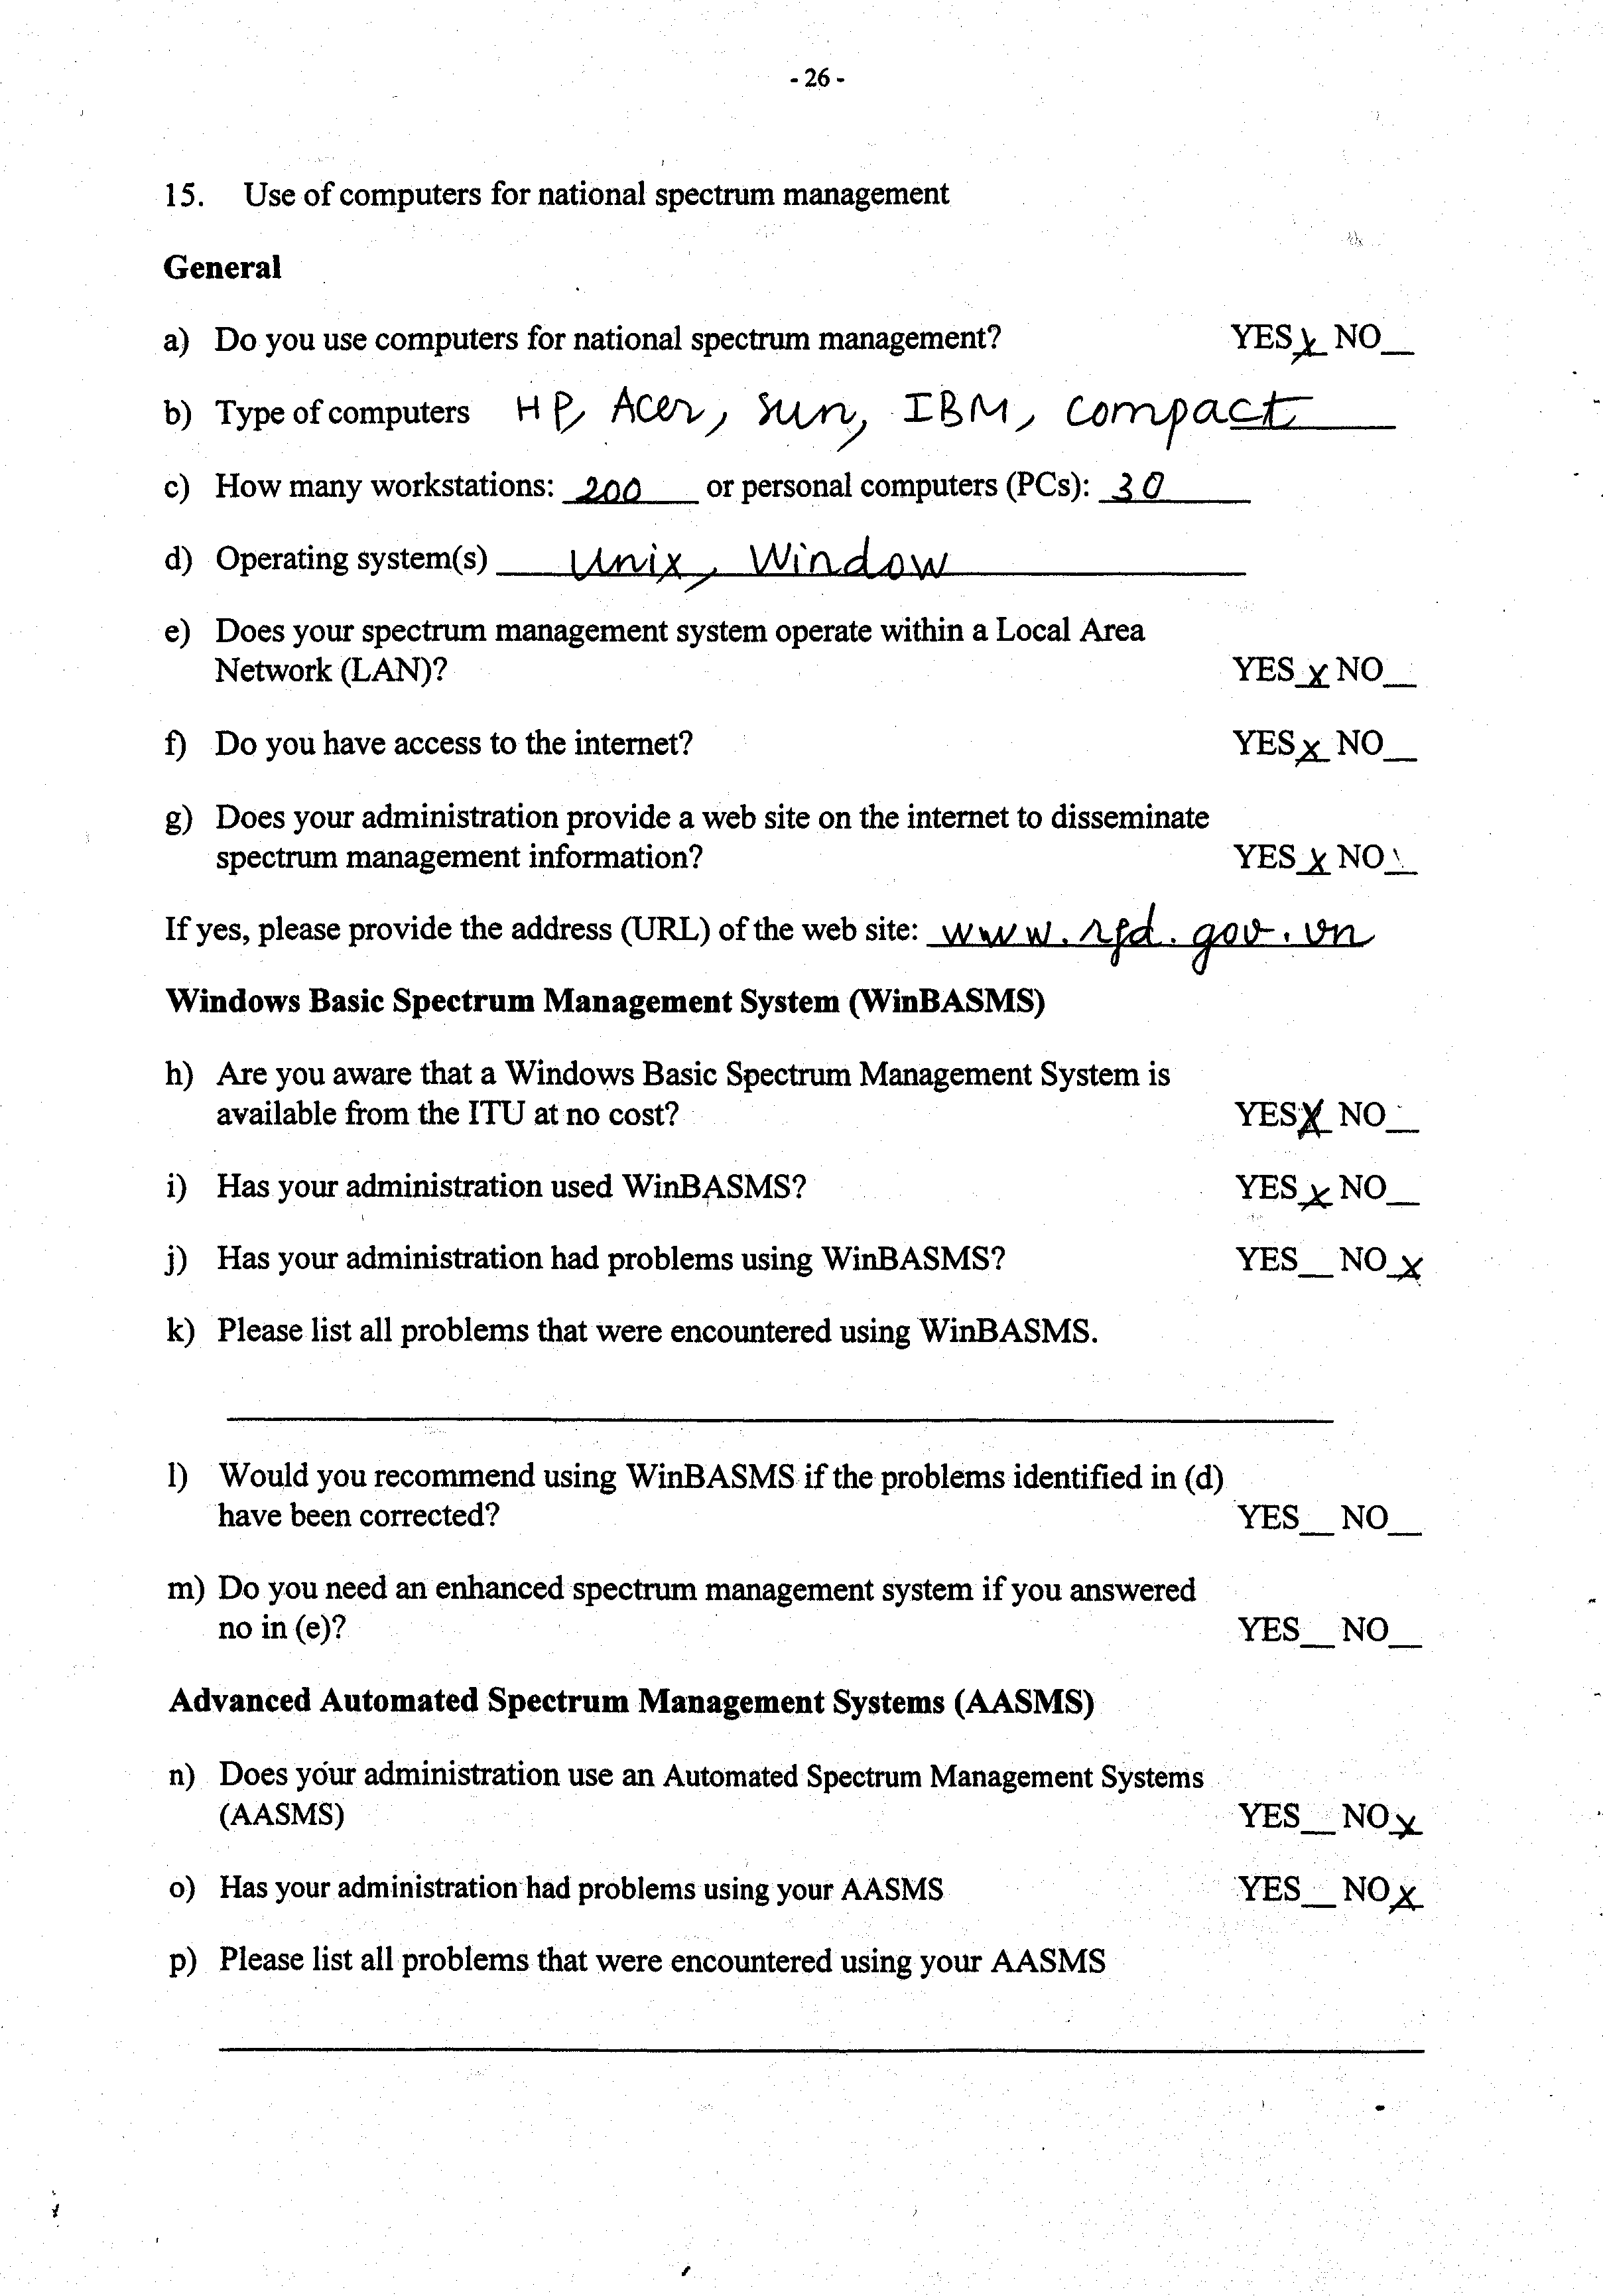 - 26 -
15. Use of computers for national spectrum management
General
a) Do you use computers for national spectrum management? YES x NO__
b) Type of computers HP, Acer, Sun, IBM, compact
c) How many workstations: 200 or personal computers (PCs): 30
d) Operating system(s) Unix, Window
e) Does your spectrum management system operate within a Local Area
Network (LAN)? YES x NO__
f) Do you have access to the internet? YES x NO__
g) Does your administration provide a web site on the internet to disseminate
spectrum management information? YES x NO__
If yes, please provide the address (URL) of the web site: www.rfd.gov.vn
Windows Basic Spectrum Management System (WinBASMS)
h) Are you aware that a Windows Basic Spectrum Management System is
available from the ITU at no cost? YES X NO__
i) Has your administration used WinBASMS? YES x NO__
j) Has your administration had problems using WinBASMS? YES__ NO x
k) Please list all problems that were encountered using WinBASMS.
l) Would you recommend using WinBASMS if the problems identified in (d)
have been corrected? YES__ NO__
m) Do you need an enhanced spectrum management system if you answered
no in (e)? YES__ NO__
Advanced Automated Spectrum Management Systems (AASMS)
n) Does your administration use an Automated Spectrum Management Systems
(AASMS) YES__ NO x
o) Has your administration had problems using your AASMS YES__ NO x
p) Please list all problems that were encountered using your AASMS